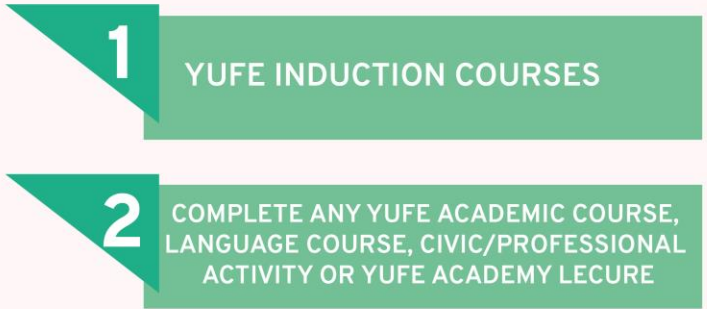 1
YUFE INDUCTION COURSES
2
COMPLETE ANY YUFE ACADEMIC COURSE,
LANGUAGE COURSE, CIVIC/PROFESSIONAL
ACTIVITY OR YUFE ACADEMY LECURE